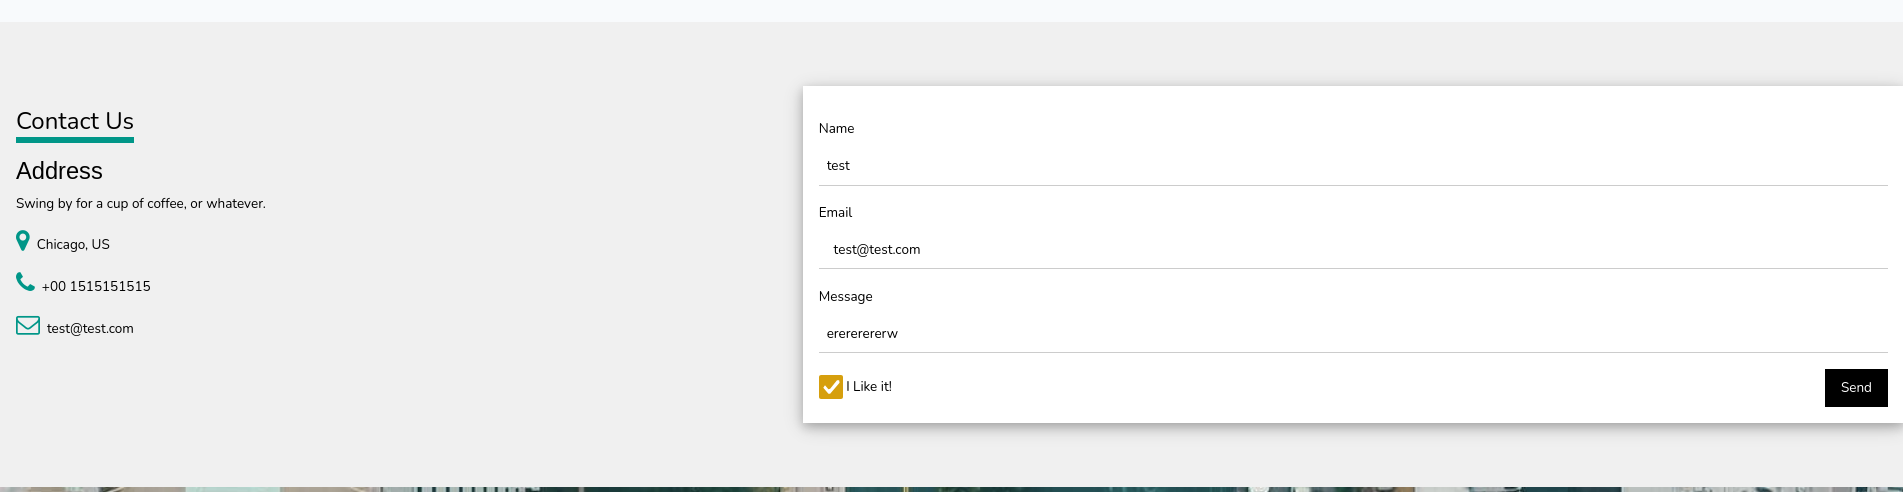 Contact Us
Address
Swing by for a cup of coffee, or whatever.
Chicago, US
+00 1515151515
test@test.com
Name
test
Email
test@test.com
Message
erererererw
I Like it!
Send